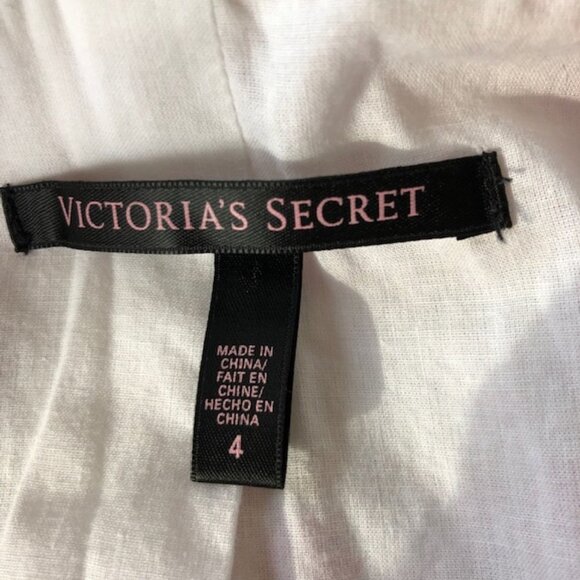 VICTORIA'S SECRET
MADE IN
CHINA/
FAIT EN
CHINE/
HECHO EN
CHINA
4